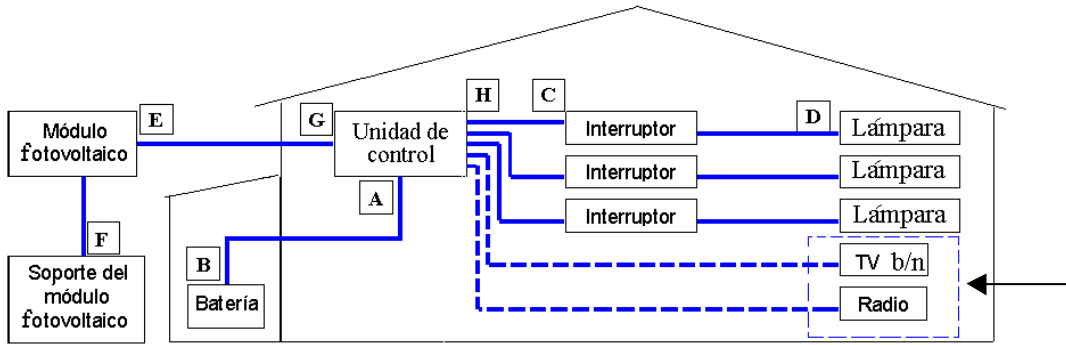 H
C
E
G
D
Módulo
fotovoltaico
Unidad de
control
Interruptor
Lámpara
Interruptor
Lámpara
A
Interruptor
Lámpara
F
B
TV b/n
Soporte del
módulo
fotovoltaico
Batería
Radio